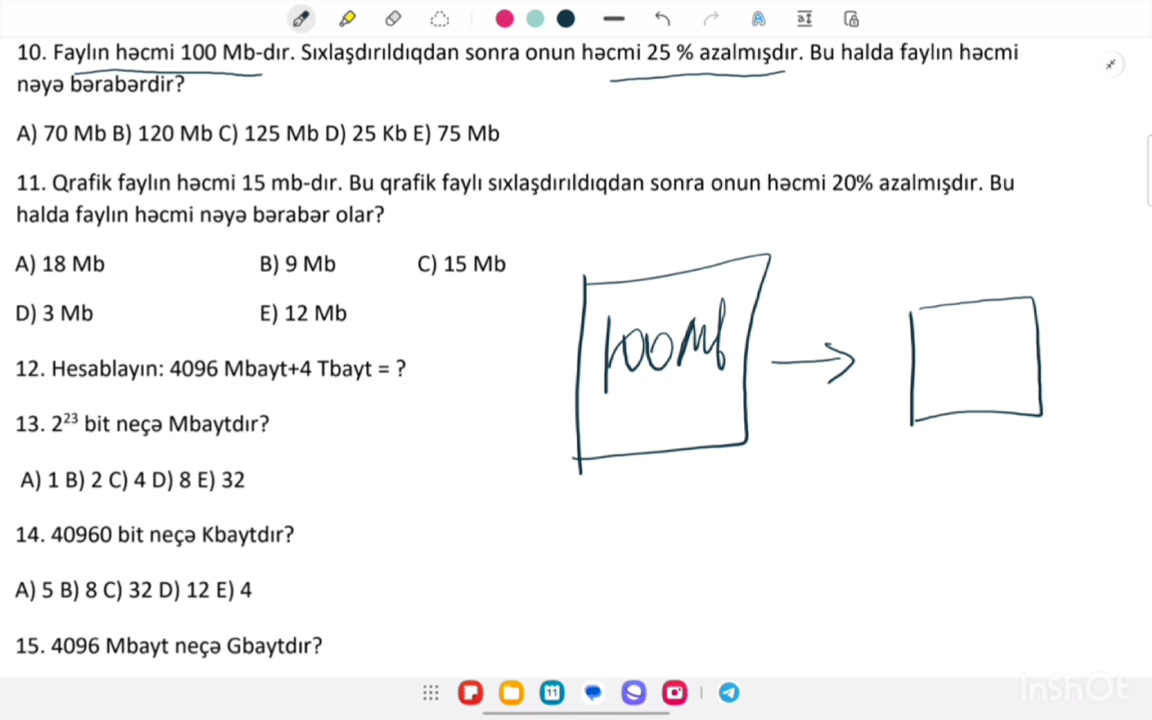 10. Faylın həcmi 100 Mb-dır. Sıxlaşdırıldıqdan sonra onun həcmi 25 % azalmışdır. Bu halda faylın həcmi
nəyə bərabərdir?
A) 70 Mb B) 120 Mb C) 125 Mb D) 25 Kb E) 75 Mb
11. Qrafik faylın həcmi 15 mb-dır. Bu qrafik faylı sıxlaşdırıldıqdan sonra onun həcmi 20% azalmışdır. Bu
halda faylın həcmi nəyə bərabər olar?
A) 18 Mb B) 9 Mb C) 15 Mb
D) 3 Mb E) 12 Mb
100 Mb
12. Hesablayın: 4096 Mbayt+4 Tbayt = ?
13. 2²³ bit neçə Mbaytdır?
A) 1 B) 2 C) 4 D) 8 E) 32
14. 40960 bit neçə Kbaytdır?
A) 5 B) 8 C) 32 D) 12 E) 4
15. 4096 Mbayt neçə Gbaytdır?
11
InShOt